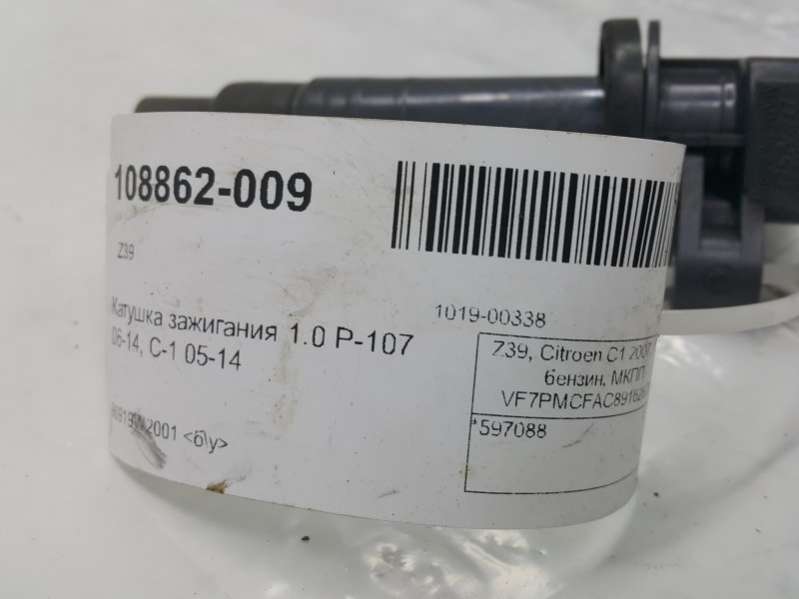 108862-009
Z39
Катушка зажигания 1.0 P-107
06-14, C-1 05-14
<б\у>
1019-00338
Z39, Citroen C1
бензин, МКПП
*597088